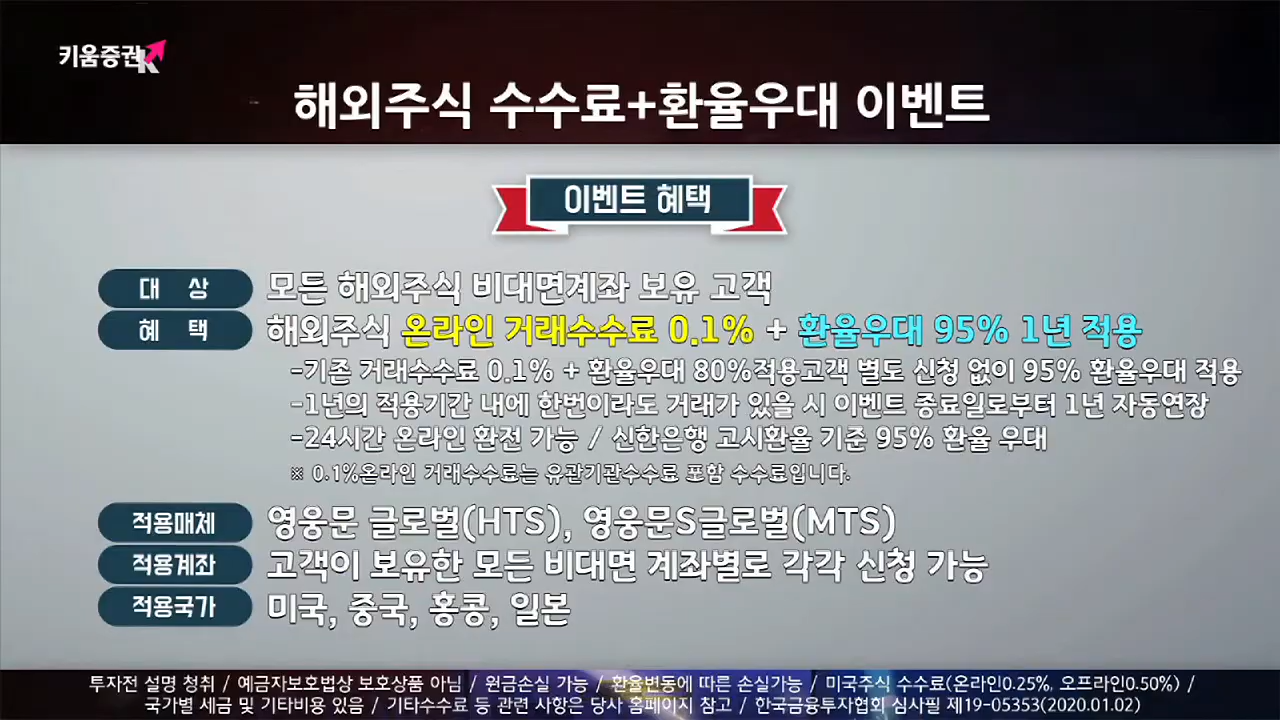 키움증권
해외주식 수수료+환율우대 이벤트
이벤트 혜택
대 상 모든 해외주식 비대면계좌 보유 고객
혜 택 해외주식 온라인 거래수수료 0.1% + 환율우대 95% 1년 적용
-기존 거래수수료 0.1% + 환율우대 80%적용고객 별도 신청 없이 95% 환율우대 적용
-1년의 적용기간 내에 한번이라도 거래가 있을 시 이벤트 종료일로부터 1년 자동연장
-24시간 온라인 환전 가능 / 신한은행 고시환율 기준 95% 환율 우대
※ 0.1%온라인 거래수수료는 유관기관수수료 포함 수수료입니다.
적용매체 영웅문 글로벌(HTS), 영웅문S글로벌(MTS)
적용계좌 고객이 보유한 모든 비대면 계좌별로 각각 신청 가능
적용국가 미국, 중국, 홍콩, 일본
투자전 설명 청취 / 예금자보호법상 보호상품 아님 / 원금손실 가능 / 환율변동에 따른 손실가능 / 미국주식 수수료(온라인0.25%, 오프라인0.50%) /
국가별 세금 및 기타비용 있음 / 기타수수료 등 관련 사항은 당사 홈페이지 참고 / 한국금융투자협회 심사필 제19-05353(2020.01.02)